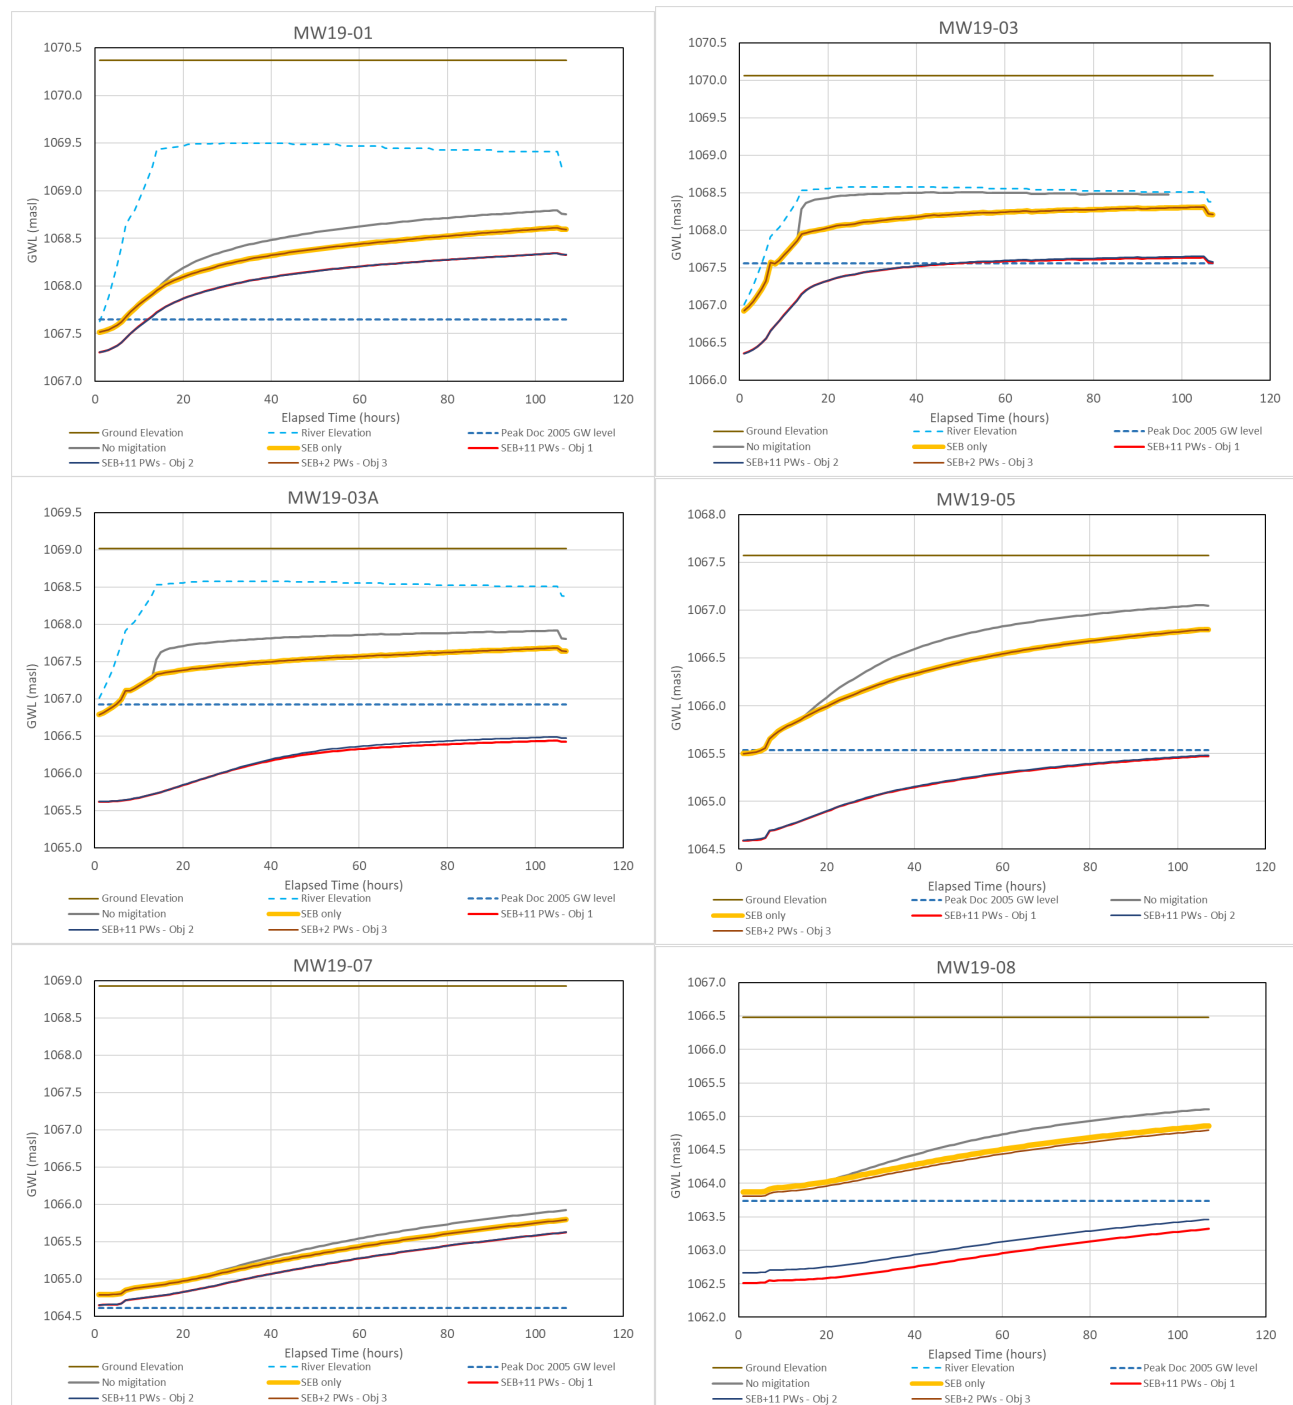 MW19-01
1070.5
1070.0
1069.5
1069.0
1068.5
1068.0
1067.5
1067.0
GWL (masl)
0 20 40 60 80 100 120
Elapsed Time (hours)
Ground Elevation River Elevation Peak Doc 2005 GW level
No migitation SEB only SEB+11 PWs - Obj 1
SEB+11 PWs - Obj 2 SEB+2 PWs - Obj 3
MW19-03
1070.5
1070.0
1069.5
1069.0
1068.5
1068.0
1067.5
1067.0
1066.5
1066.0
GWL (masl)
0 20 40 60 80 100 120
Elapsed Time (hours)
Ground Elevation River Elevation Peak Doc 2005 GW level
No migitation SEB only SEB+11 PWs - Obj 1
SEB+11 PWs - Obj 2 SEB+2 PWs - Obj 3
MW19-03A
1069.5
1069.0
1068.5
1068.0
1067.5
1067.0
1066.5
1066.0
1065.5
1065.0
GWL (masl)
0 20 40 60 80 100 120
Elapsed Time (hours)
Ground Elevation River Elevation Peak Doc 2005 GW level
No migitation SEB only SEB+11 PWs - Obj 1
SEB+11 PWs - Obj 2 SEB+2 PWs - Obj 3
MW19-05
1068.0
1067.5
1067.0
1066.5
1066.0
1065.5
1065.0
1064.5
GWL (masl)
0 20 40 60 80 100 120
Elapsed Time (hours)
Ground Elevation Peak Doc 2005 GW level No migitation
SEB only SEB+11 PWs - Obj 1 SEB+11 PWs - Obj 2
SEB+2 PWs - Obj 3
MW19-07
1069.0
1068.5
1068.0
1067.5
1067.0
1066.5
1066.0
1065.5
1065.0
1064.5
GWL (masl)
0 20 40 60 80 100 120
Elapsed Time (hours)
Ground Elevation River Elevation Peak Doc 2005 GW level
No migitation SEB only SEB+11 PWs - Obj 1
SEB+11 PWs - Obj 2 SEB+2 PWs - Obj 3
MW19-08
1067.0
1066.5
1066.0
1065.5
1065.0
1064.5
1064.0
1063.5
1063.0
1062.5
1062.0
GWL (masl)
0 20 40 60 80 100 120
Elapsed Time (hours)
Ground Elevation River Elevation Peak Doc 2005 GW level
No migitation SEB only SEB+2 PWs - Obj 3
SEB+11 PWs - Obj 2 SEB+2 PWs - Obj 3 SEB+11 PWs - Obj 1